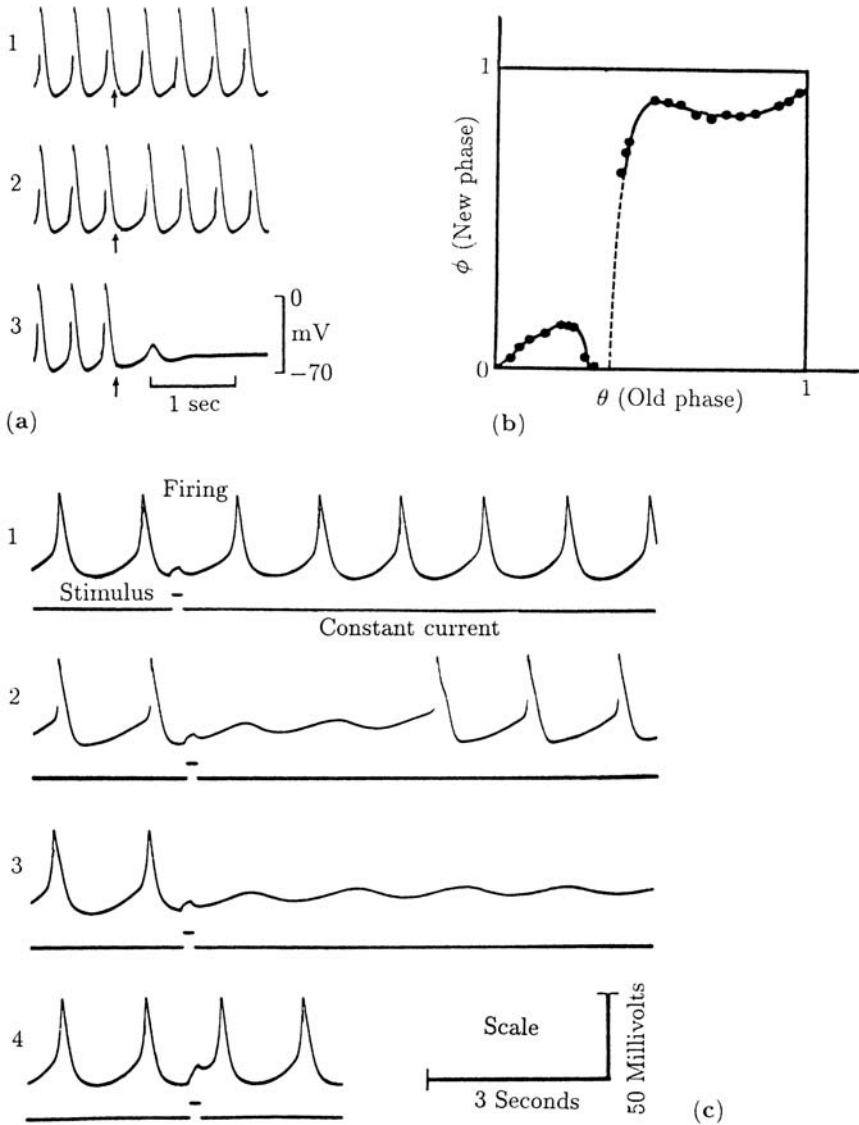 1
2
3
0
mV
−70
1 sec
(a)
1
ϕ (New phase)
0
θ (Old phase)
1
(b)
Firing
1
Stimulus
Constant current
2
3
4
Scale
3 Seconds
50 Millivolts
(c)